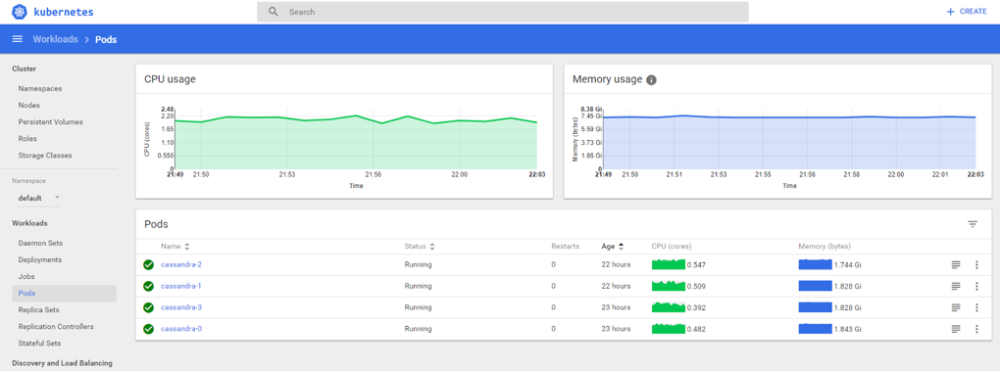 kubernetes
Search
+ CREATE
Workloads > Pods
Cluster
Namespaces
Nodes
Persistent Volumes
Roles
Storage Classes
Namespace
default
Workloads
Daemon Sets
Deployments
Jobs
Pods
Replica Sets
Replication Controllers
Stateful Sets
Discovery and Load Balancing
CPU usage
CPU (cores)
2.48
2.20
1.65
1.10
0.550
0
21:49 21:50 21:53 21:56 22:00 22:03
Time
Memory usage
Memory (bytes)
8.38 Gi
7.45 Gi
5.59 Gi
3.73 Gi
1.86 Gi
0
21:49 21:50 21:51 21:53 21:55 21:56 21:58 22:00 22:01 22:03
Time
Pods
Name Status Restarts Age CPU (cores) Memory (bytes)
cassandra-2 Running 0 22 hours 0.547 1.744 Gi
cassandra-1 Running 0 22 hours 0.509 1.828 Gi
cassandra-3 Running 0 23 hours 0.392 1.828 Gi
cassandra-0 Running 0 23 hours 0.482 1.843 Gi